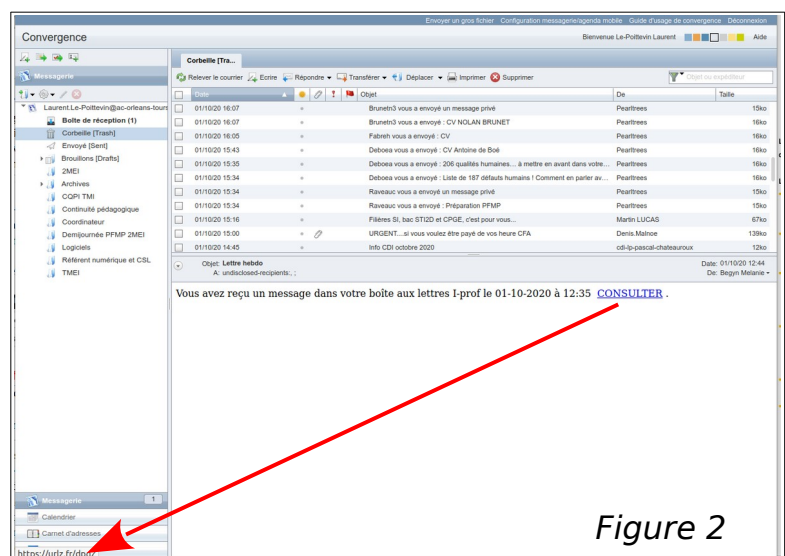 Envoyer un gros fichier Configuration messagerie/agenda mobile Guide d'usage de convergence Déconnexion
Convergence
Bienvenue Le-Poittevin Laurent Aide
Messagerie
Laurent.Le-Poittevin@ac-orleans-tours
Boîte de réception (1)
Corbeille [Trash]
Envoyé [Sent]
Brouillons [Drafts]
2MEI
Archives
CQPI TMI
Continuité pédagogique
Coordinateur
Demijournée PFMP 2MEI
Logiciels
Référent numérique et CSL
TMEI
Messagerie 1
Calendrier
Carnet d'adresses
Corbeille [Tra...
Relever le courrier Ecrire Répondre Transférer Déplacer Imprimer Supprimer Objet ou expéditeur
Date ! Objet De Taille
01/10/20 16:07 Brunetn3 vous a envoyé un message privé Pearltrees 15ko
01/10/20 16:07 Brunetn3 vous a envoyé : CV NOLAN BRUNET Pearltrees 16ko
01/10/20 16:05 Fabreh vous a envoyé : CV Pearltrees 16ko
01/10/20 15:43 Deboea vous a envoyé : CV Antoine de Boé Pearltrees 16ko
01/10/20 15:35 Deboea vous a envoyé : 206 qualités humaines… à mettre en avant dans votre... Pearltrees 16ko
01/10/20 15:34 Deboea vous a envoyé : Liste de 187 défauts humains ! Comment en parler av... Pearltrees 16ko
01/10/20 15:34 Raveauc vous a envoyé un message privé Pearltrees 15ko
01/10/20 15:34 Raveauc vous a envoyé : Préparation PFMP Pearltrees 15ko
01/10/20 15:16 Filières SI, bac STI2D et CPGE, c'est pour vous... Martin LUCAS 67ko
01/10/20 15:00 URGENT....si vous voulez être payé de vos heure CFA Denis.Malnoe 139ko
01/10/20 14:45 Info CDI octobre 2020 cdi-lp-pascal-chateauroux 12ko
Objet: Lettre hebdo Date: 01/10/20 12:44
A: undisclosed-recipients:, ; De: Begyn Melanie
Vous avez reçu un message dans votre boîte aux lettres I-prof le 01-10-2020 à 12:35 CONSULTER .
Figure 2